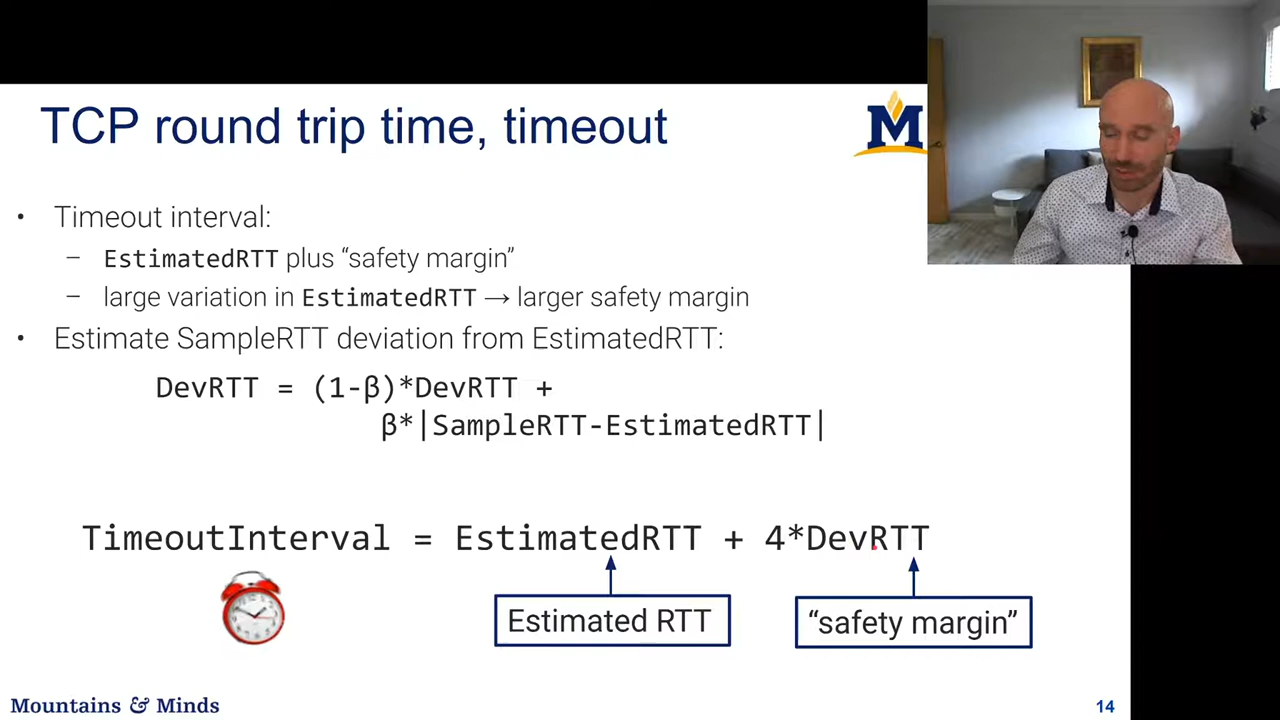 TCP round trip time, timeout
M
• Timeout interval:
– EstimatedRTT plus “safety margin”
– large variation in EstimatedRTT → larger safety margin
• Estimate SampleRTT deviation from EstimatedRTT:
DevRTT = (1-β)*DevRTT +
β*|SampleRTT-EstimatedRTT|
TimeoutInterval = EstimatedRTT + 4*DevRTT
Estimated RTT
“safety margin”
Mountains & Minds
14